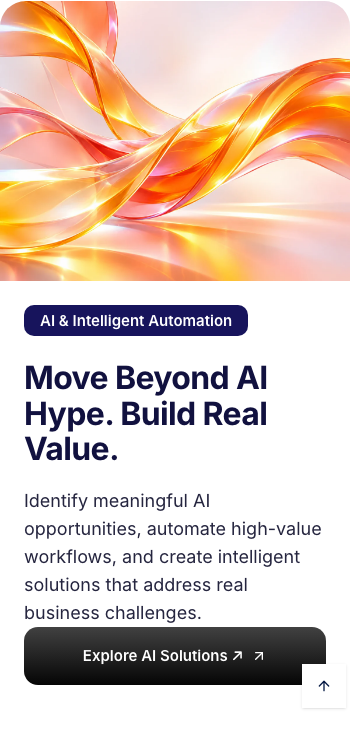 AI & Intelligent Automation
Move Beyond AI
Hype. Build Real
Value.
Identify meaningful AI
opportunities, automate high-value
workflows, and create intelligent
solutions that address real
business challenges.
Explore AI Solutions ↗ ↗